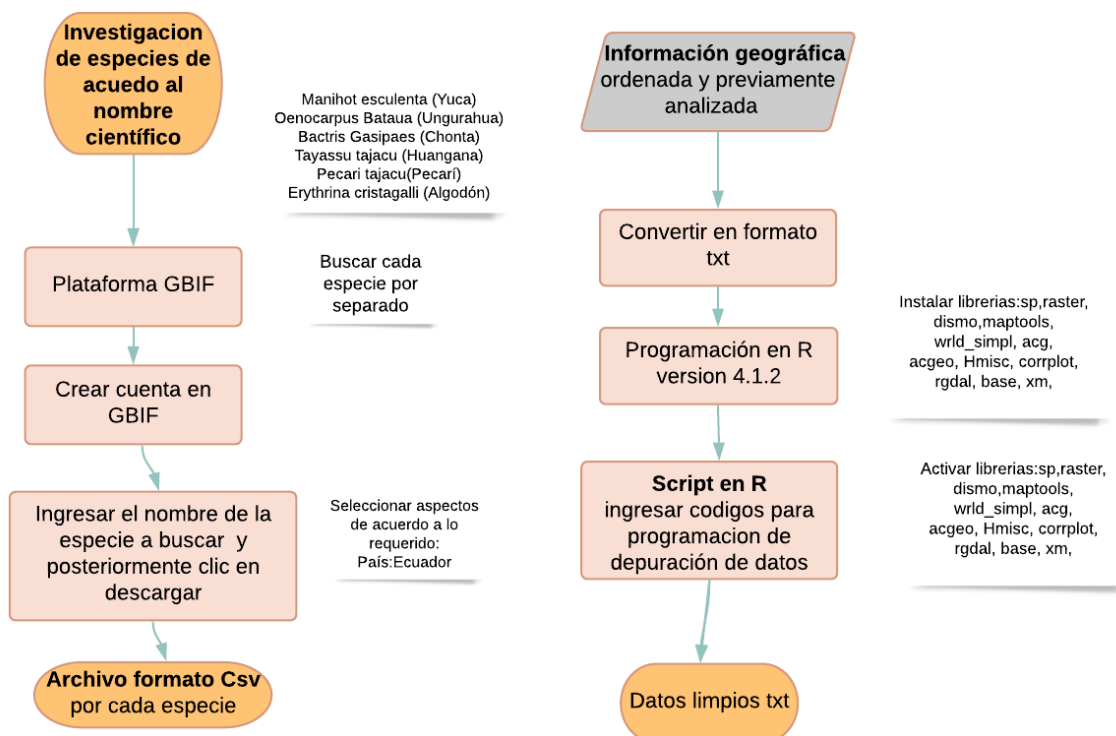 Investigacion
de especies de
acuedo al
nombre
científico
Manihot esculenta (Yuca)
Oenocarpus Bataua (Ungurahua)
Bactris Gasipaes (Chonta)
Tayassu tajacu (Huangana)
Pecari tajacu(Pecarí)
Erythrina cristagalli (Algodón)
Plataforma GBIF
Buscar cada
especie por
separado
Crear cuenta en
GBIF
Ingresar el nombre de la
especie a buscar y
posteriormente clic en
descargar
Seleccionar aspectos
de acuerdo a lo
requerido:
País:Ecuador
Archivo formato Csv
por cada especie
Información geográfica
ordenada y previamente
analizada
Convertir en formato
txt
Programación en R
version 4.1.2
Instalar librerias:sp,raster,
dismo,maptools,
wrld_simpl, acg,
acgeo, Hmisc, corrplot,
rgdal, base, xm,
Script en R
ingresar codigos para
programacion de
depuración de datos
Activar librerias:sp,raster,
dismo,maptools,
wrld_simpl, acg,
acgeo, Hmisc, corrplot,
rgdal, base, xm,
Datos limpios txt